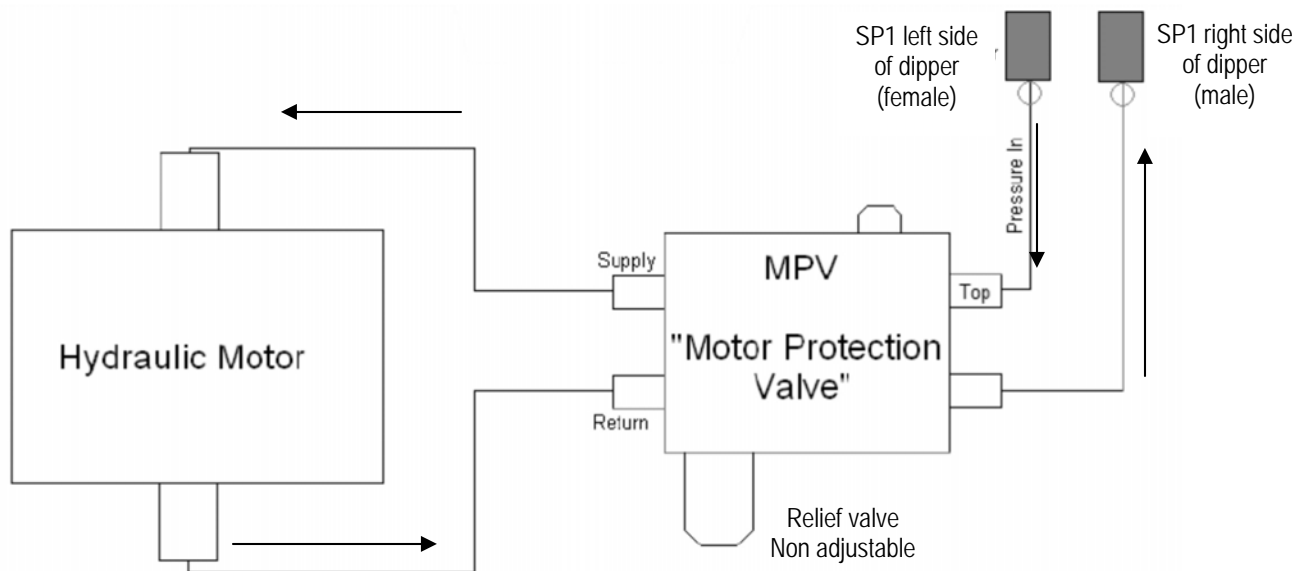 SP1 left side
of dipper
(female)
SP1 right side
of dipper
(male)
Pressure In
Supply
MPV
Top
Hydraulic Motor
"Motor Protection
Valve"
Return
Relief valve
Non adjustable